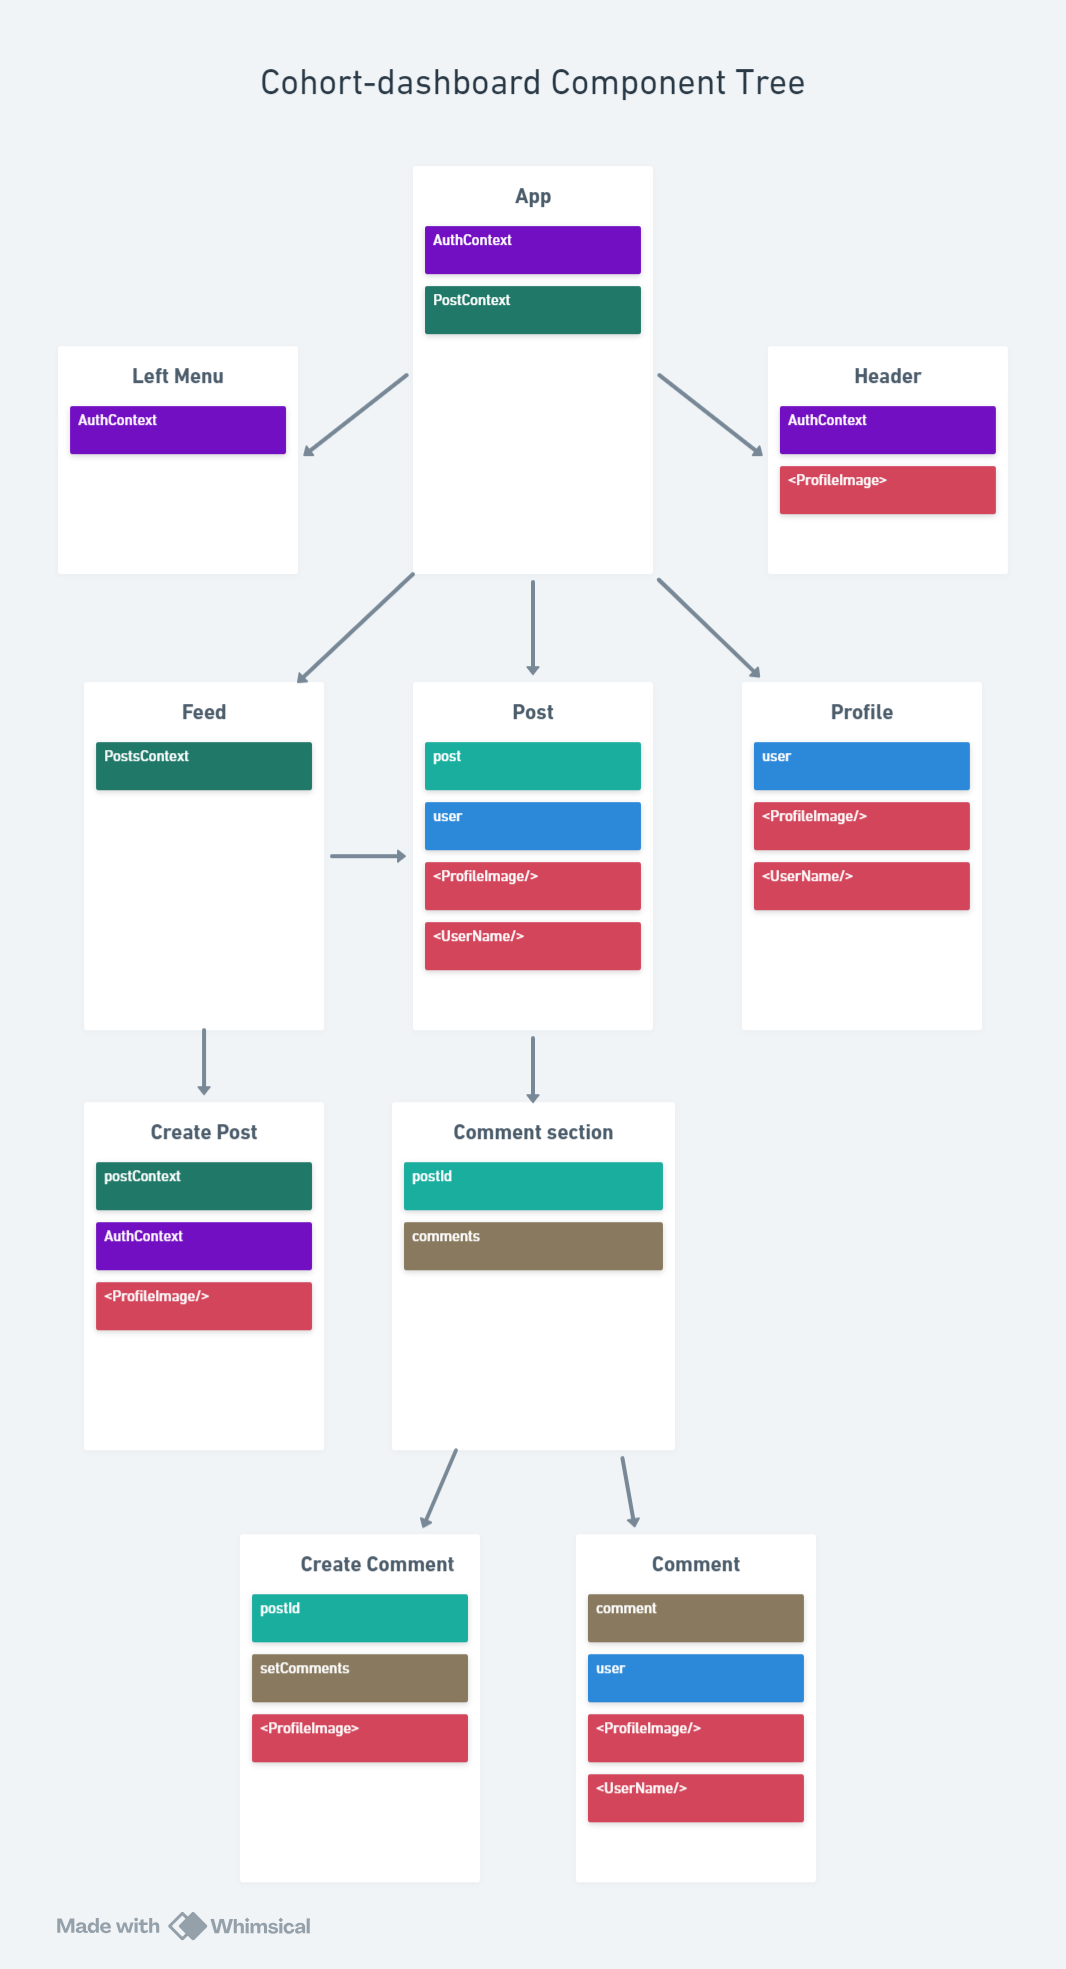 Cohort-dashboard Component Tree
App
AuthContext
PostContext
Left Menu
AuthContext
Header
AuthContext
<ProfileImage>
Feed
PostsContext
Post
post
user
<ProfileImage/>
<UserName/>
Profile
user
<ProfileImage/>
<UserName/>
Create Post
postContext
AuthContext
<ProfileImage/>
Comment section
postId
comments
Create Comment
postId
setComments
<ProfileImage>
Comment
comment
user
<ProfileImage/>
<UserName/>
Made with Whimsical